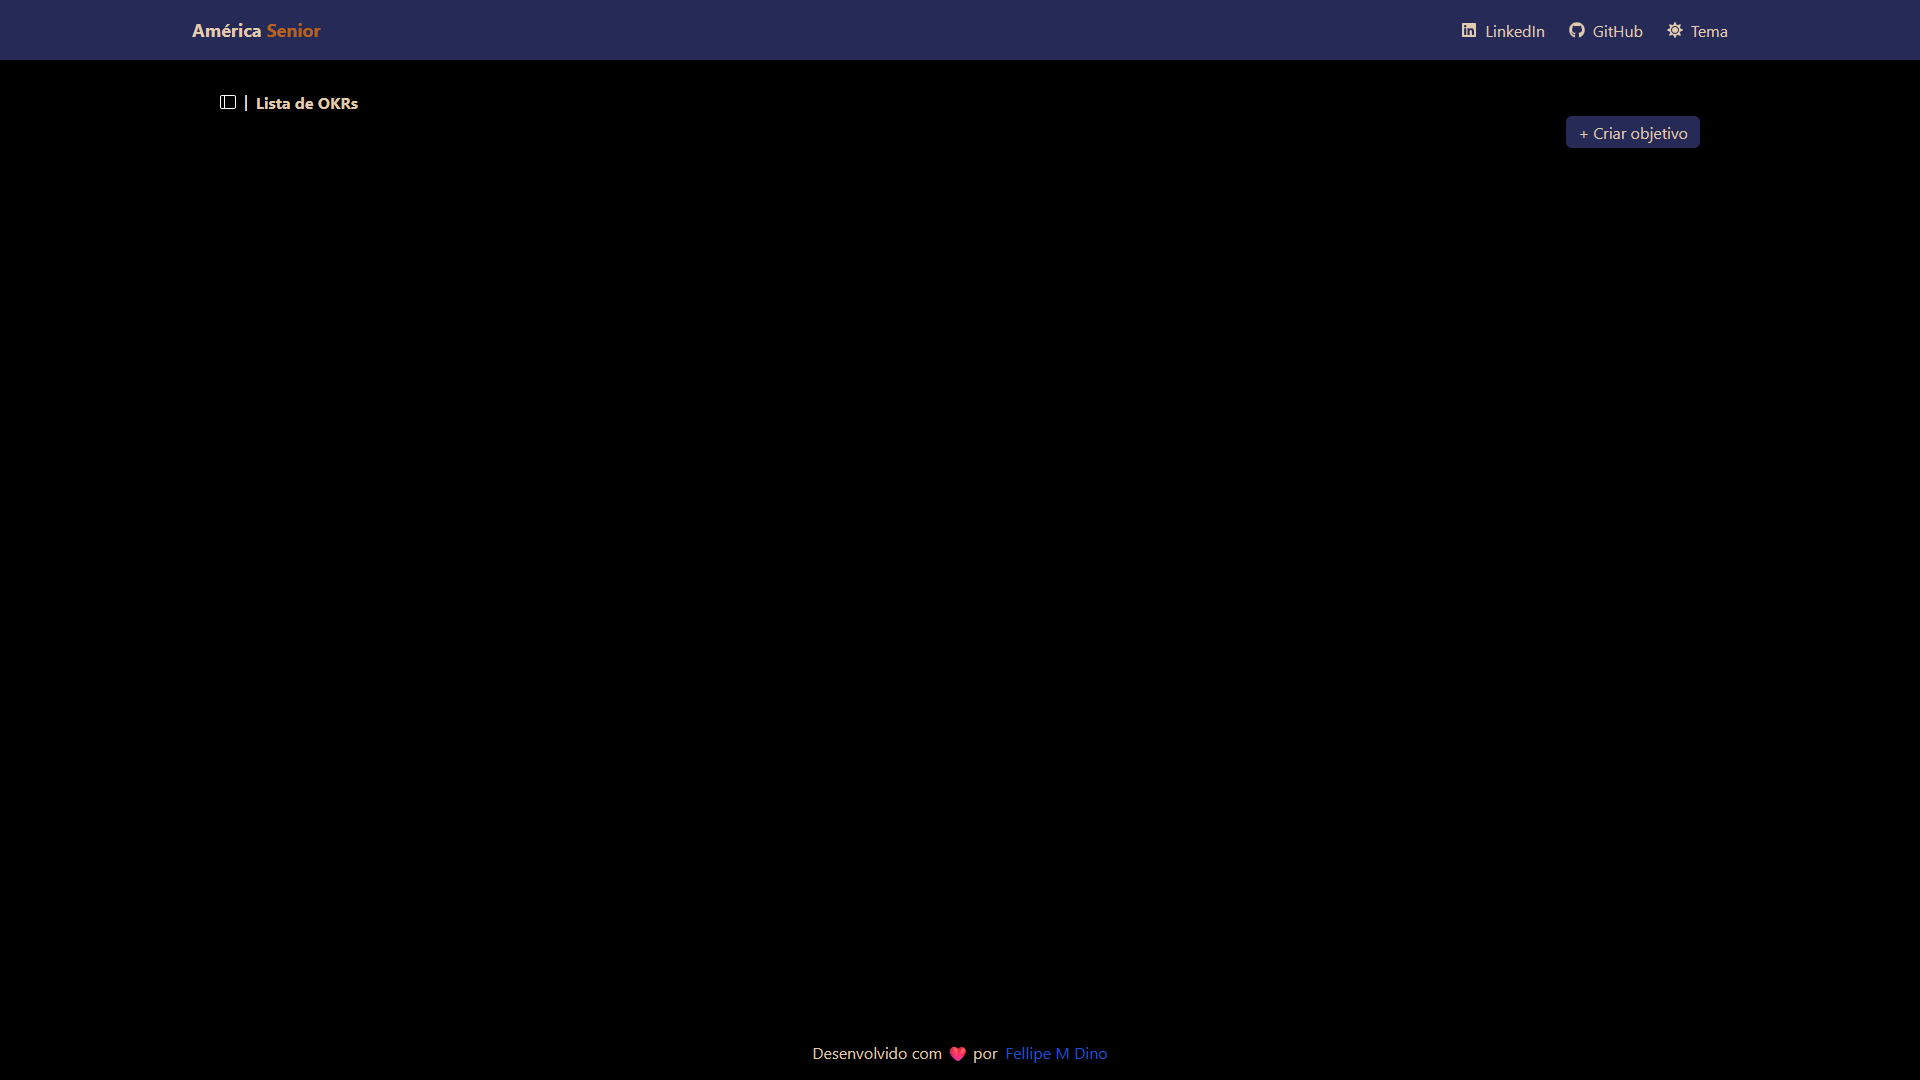 América Senior
LinkedIn GitHub Tema
Lista de OKRs
+ Criar objetivo
Desenvolvido com ❤️ por Fellipe M Dino